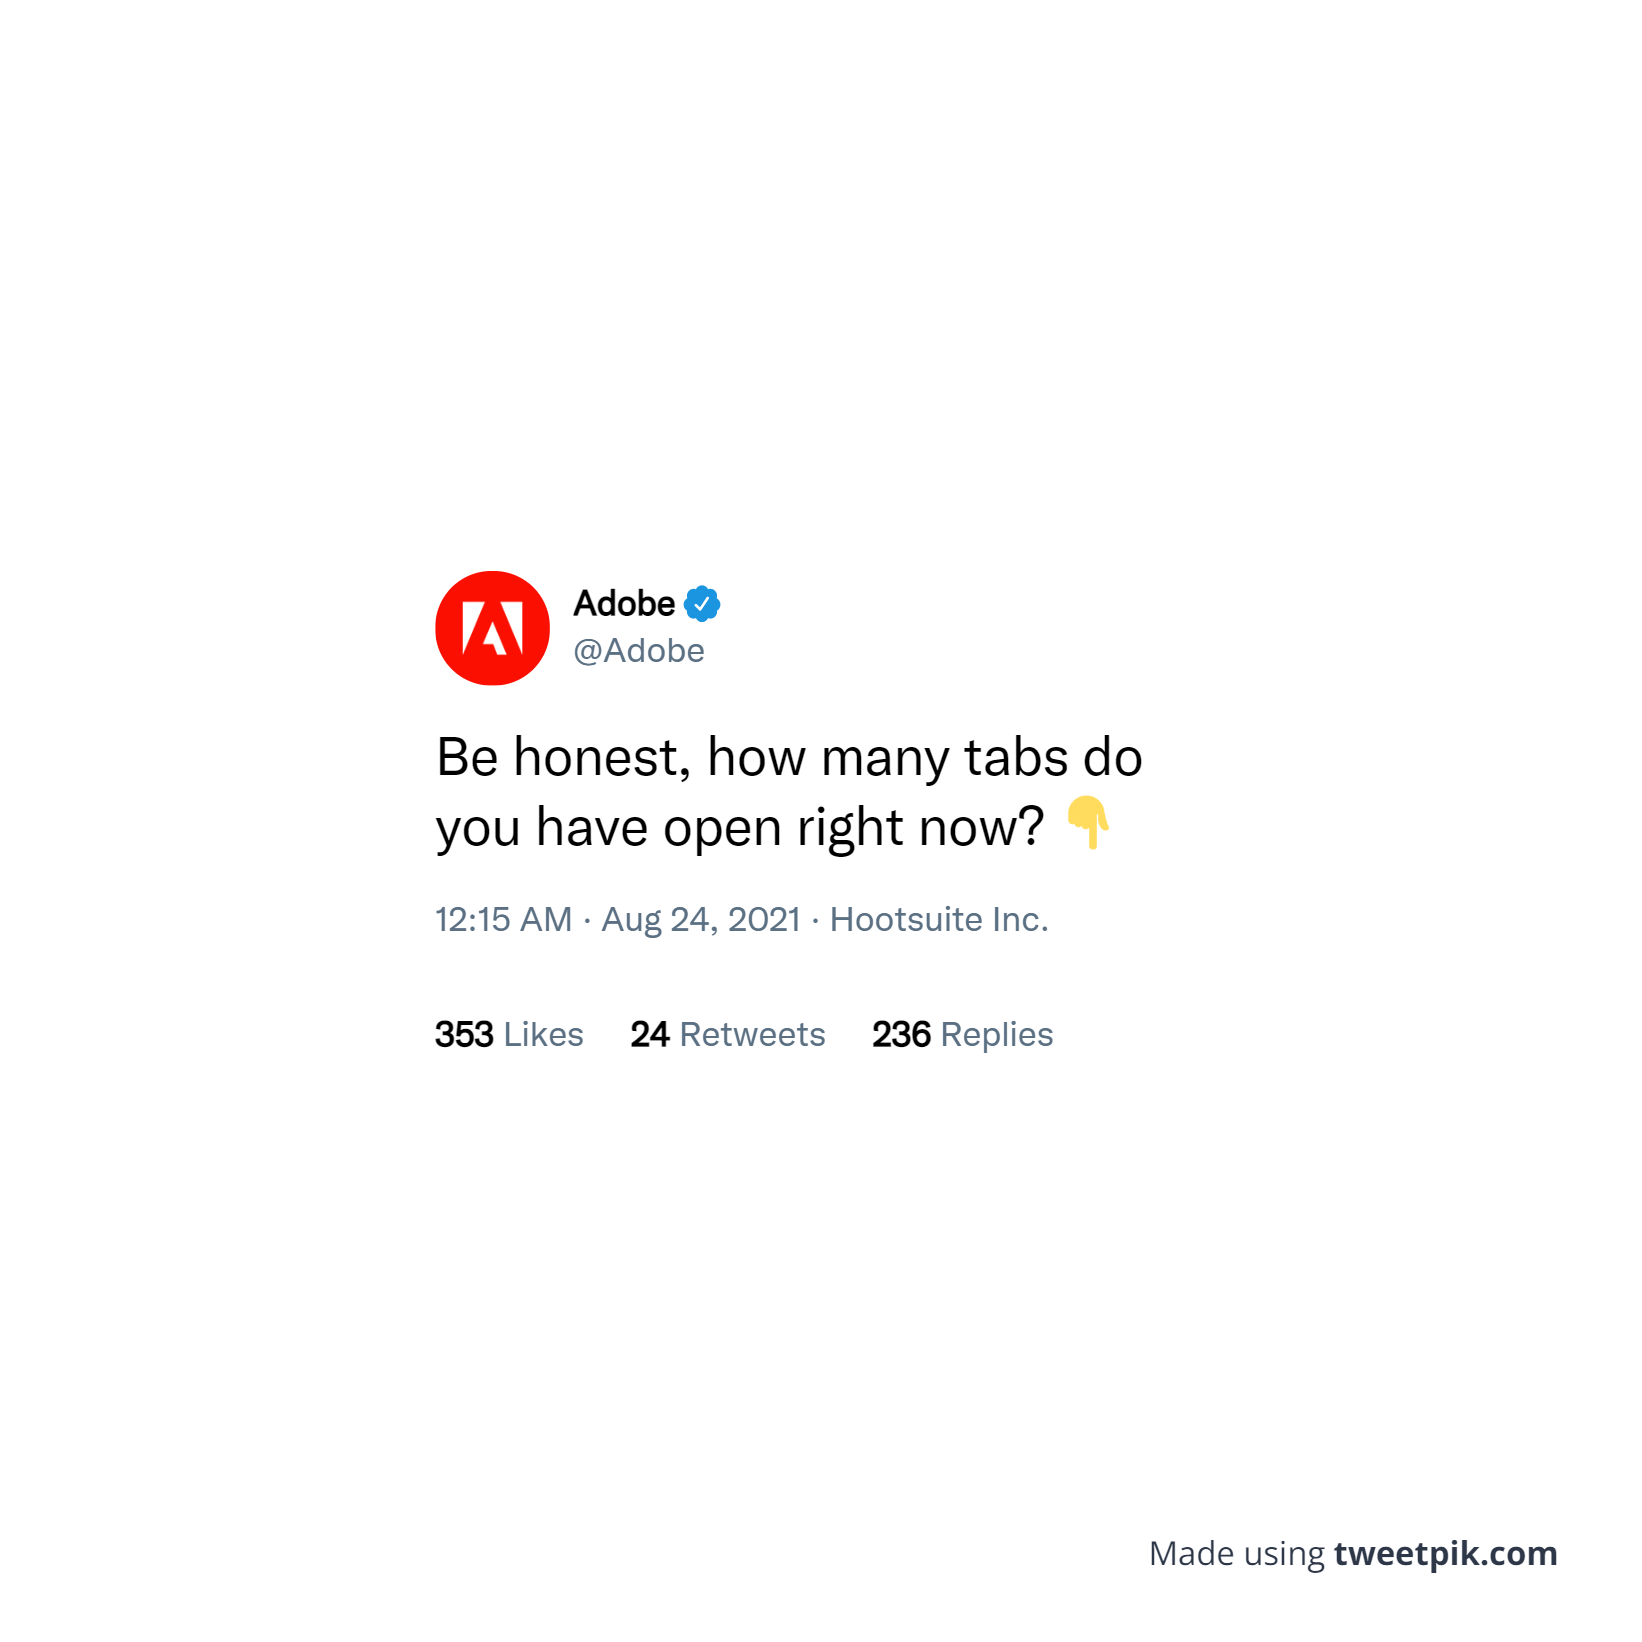 Adobe
@Adobe
Be honest, how many tabs do
you have open right now? 👇
12:15 AM · Aug 24, 2021 · Hootsuite Inc.
353 Likes 24 Retweets 236 Replies
Made using tweetpik.com